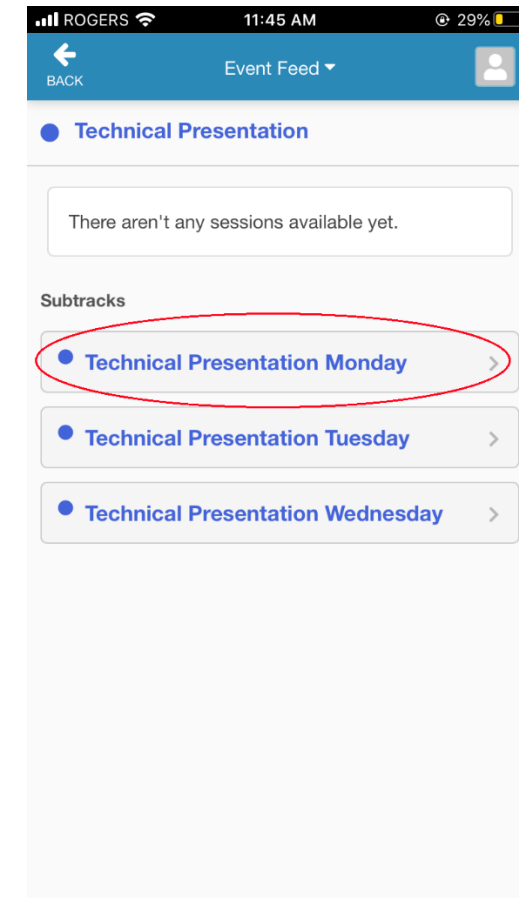 ROGERS 11:45 AM 29%
BACK Event Feed
Technical Presentation
There aren't any sessions available yet.
Subtracks
Technical Presentation Monday
Technical Presentation Tuesday
Technical Presentation Wednesday